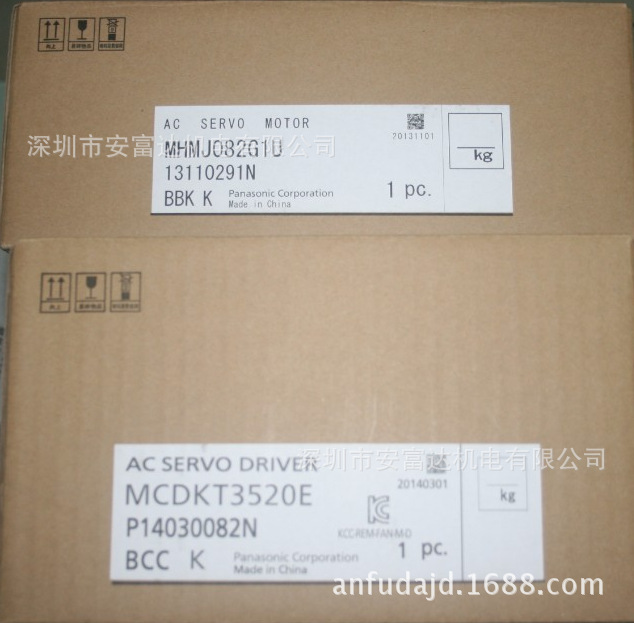 AC SERVO MOTOR
20131101
深圳市安富达机电有限公司
MHMJ082G1U
kg
13110291N
BBK K
Panasonic Corporation
Made in China
1 pc.
AC SERVO DRIVER
深圳市安富达机电有限公司
MCDKT3520E
20140301
kg
P14030082N
KCC-REM-FAN-M-D
BCC K
Panasonic Corporation
Made in China
1 pc.
anfudajd.1688.com